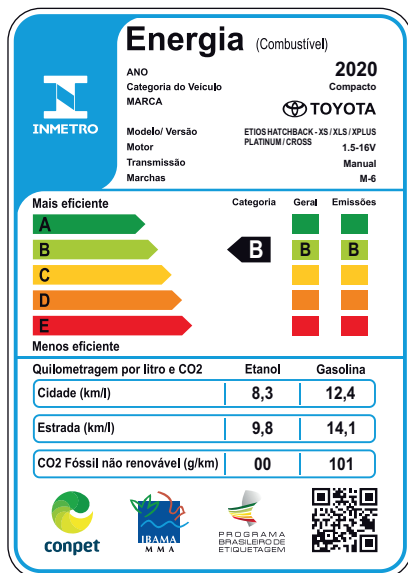 Energia (Combustível)
ANO 2020
Categoria do Veículo Compacto
MARCA TOYOTA
INMETRO
Modelo/ Versão ETIOS HATCHBACK - XS / XLS / XPLUS
PLATINUM / CROSS
Motor 1.5-16V
Transmissão Manual
Marchas M-6
Mais eficiente Categoria Geral Emissões
A
B B B B
C
D
E
Menos eficiente
Quilometragem por litro e CO2 Etanol Gasolina
Cidade (km/l) 8,3 12,4
Estrada (km/l) 9,8 14,1
CO2 Fóssil não renovável (g/km) 00 101
conpet
IBAMA
M M A
PROGRAMA
BRASILEIRO DE
ETIQUETAGEM